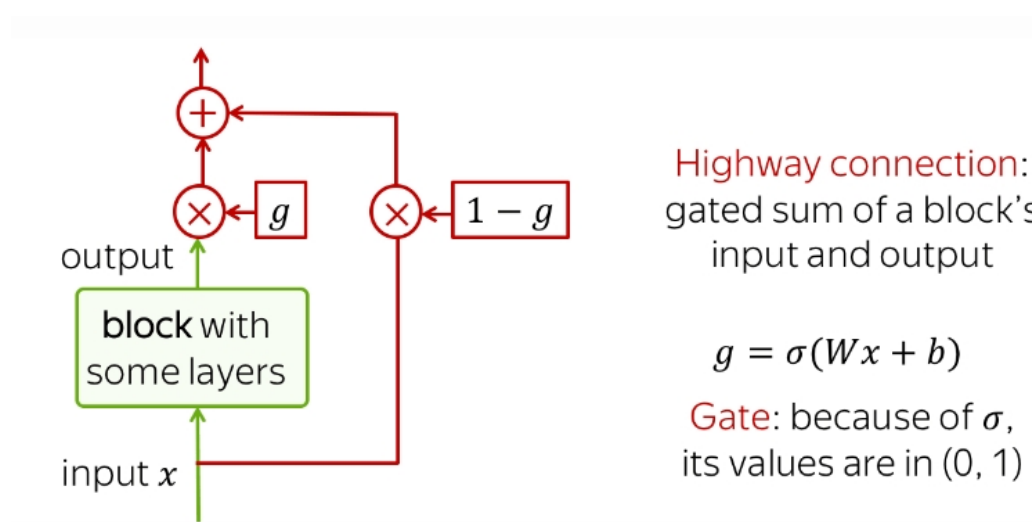 +
× g × 1 − g
output
block with
some layers
input x
Highway connection:
gated sum of a block's
input and output
g = σ(Wx + b)
Gate: because of σ,
its values are in (0, 1)